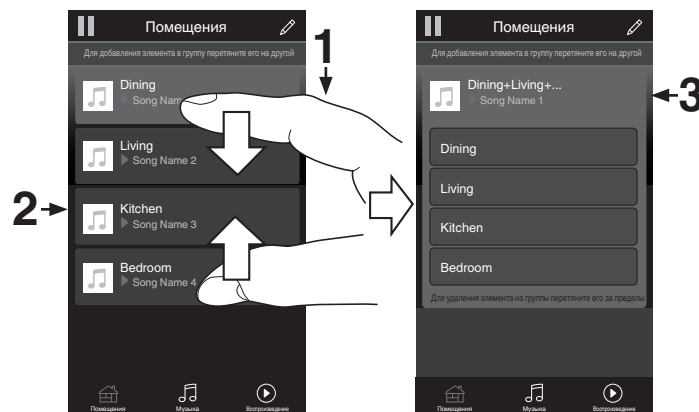 Помещения
Для добавления элемента в группу перетяните его на другой
1
Dining
Song Nam
Living
Song Name 2
2
Kitchen
Song Name 3
Bedroom
Song Name 4
Помещения
Музыка
Воспроизведение
Помещения
Для добавления элемента в группу перетяните его на другой
Dining+Living+...
Song Name 1
3
Dining
Living
Kitchen
Bedroom
Для удаления элемента из группы перетяните его за пределы
Помещения
Музыка
Воспроизведение